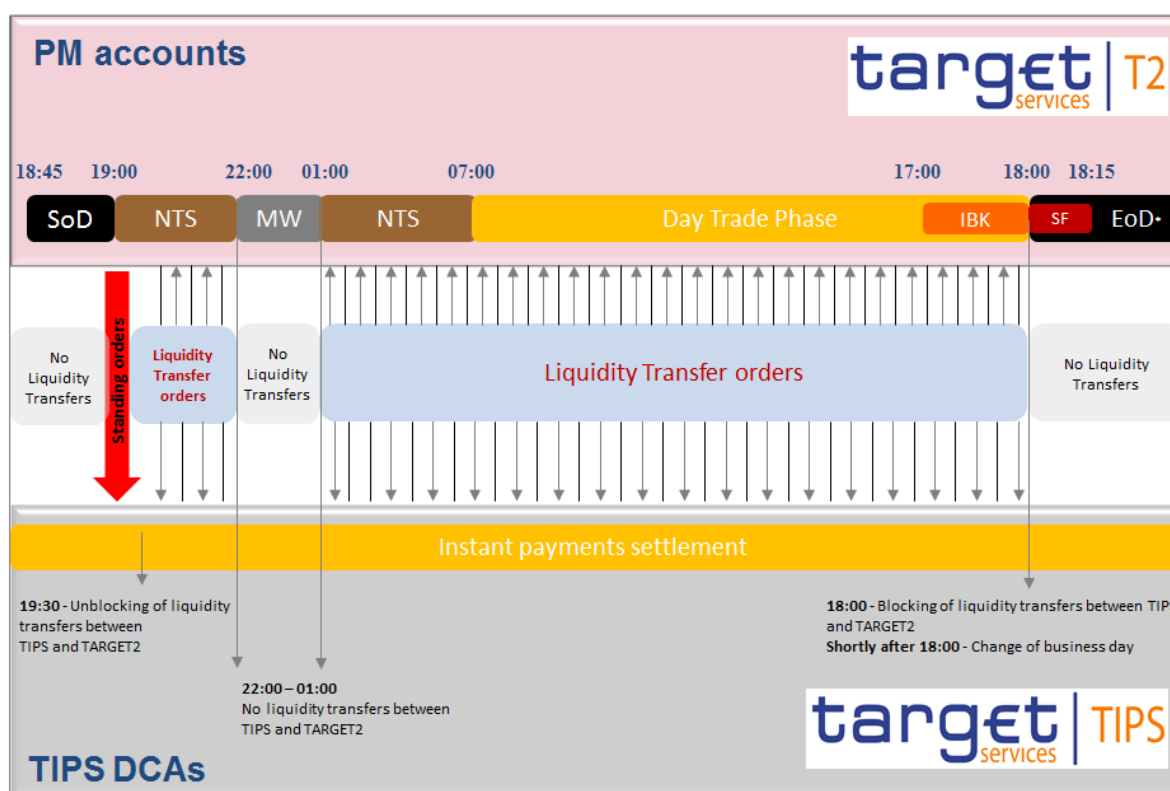 PM accounts
target
services
T2
18:45 19:00 22:00 01:00 07:00 17:00 18:00 18:15
SoD NTS MW NTS Day Trade Phase IBK SF EoD•
Standing orders
No
Liquidity
Transfers
Liquidity
Transfer
orders
No
Liquidity
Transfers
Liquidity Transfer orders
No Liquidity
Transfers
Instant payments settlement
19:30 - Unblocking of liquidity
transfers between
TIPS and TARGET2
18:00 - Blocking of liquidity transfers between TIP
and TARGET2
Shortly after 18:00 - Change of business day
22:00 – 01:00
No liquidity transfers between
TIPS and TARGET2
target
services
TIPS
TIPS DCAs